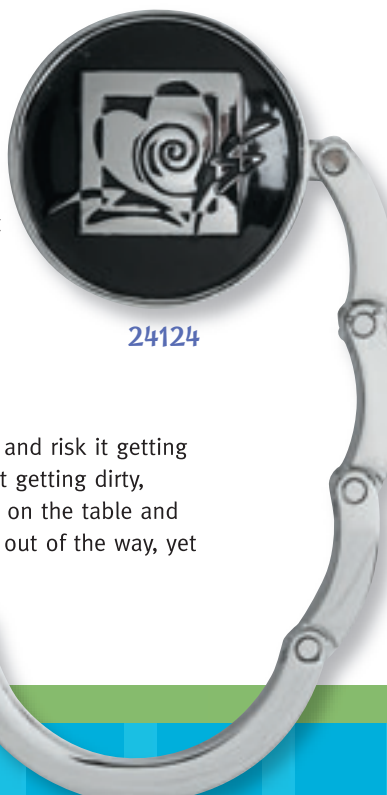 24124
and risk it getting
t getting dirty,
on the table and
out of the way, yet